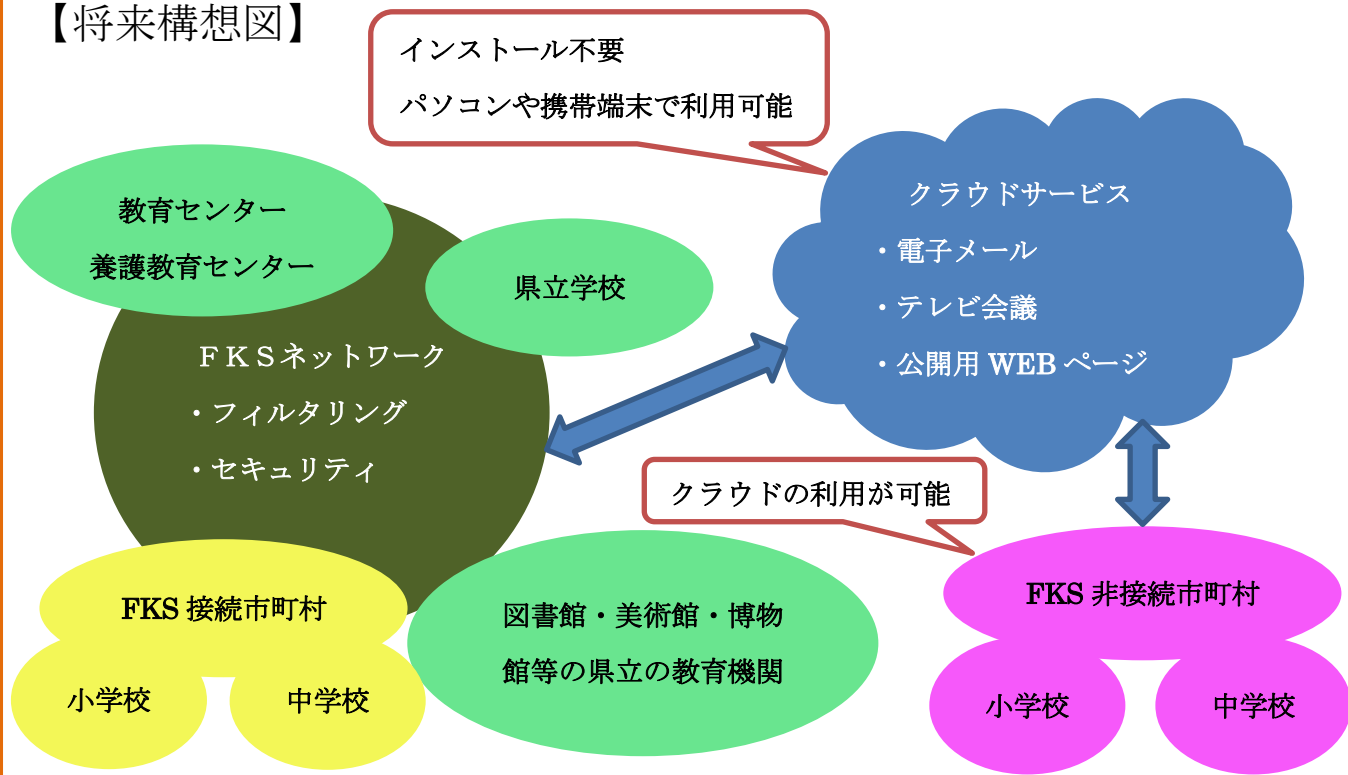 【将来構想図】
インストール不要
パソコンや携帯端末で利用可能
教育センター
養護教育センター
県立学校
クラウドサービス
・電子メール
・テレビ会議
・公開用 WEB ページ
ＦＫＳネットワーク
・フィルタリング
・セキュリティ
クラウドの利用が可能
FKS 接続市町村
小学校
中学校
図書館・美術館・博物
館等の県立の教育機関
FKS 非接続市町村
小学校
中学校